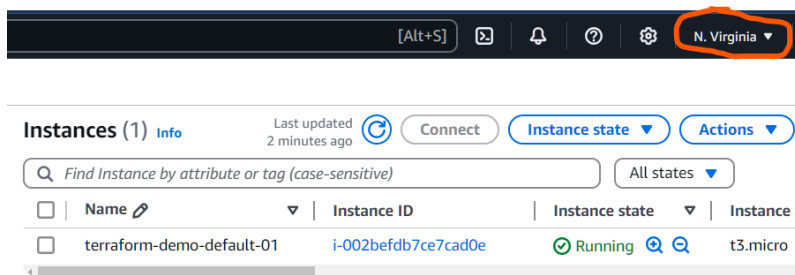 [Alt+S] N. Virginia
Instances (1) Info Last updated 2 minutes ago Connect Instance state Actions
Find Instance by attribute or tag (case-sensitive) All states
Name Instance ID Instance state Instance
terraform-demo-default-01 i-002befdb7ce7cad0e Running t3.micro